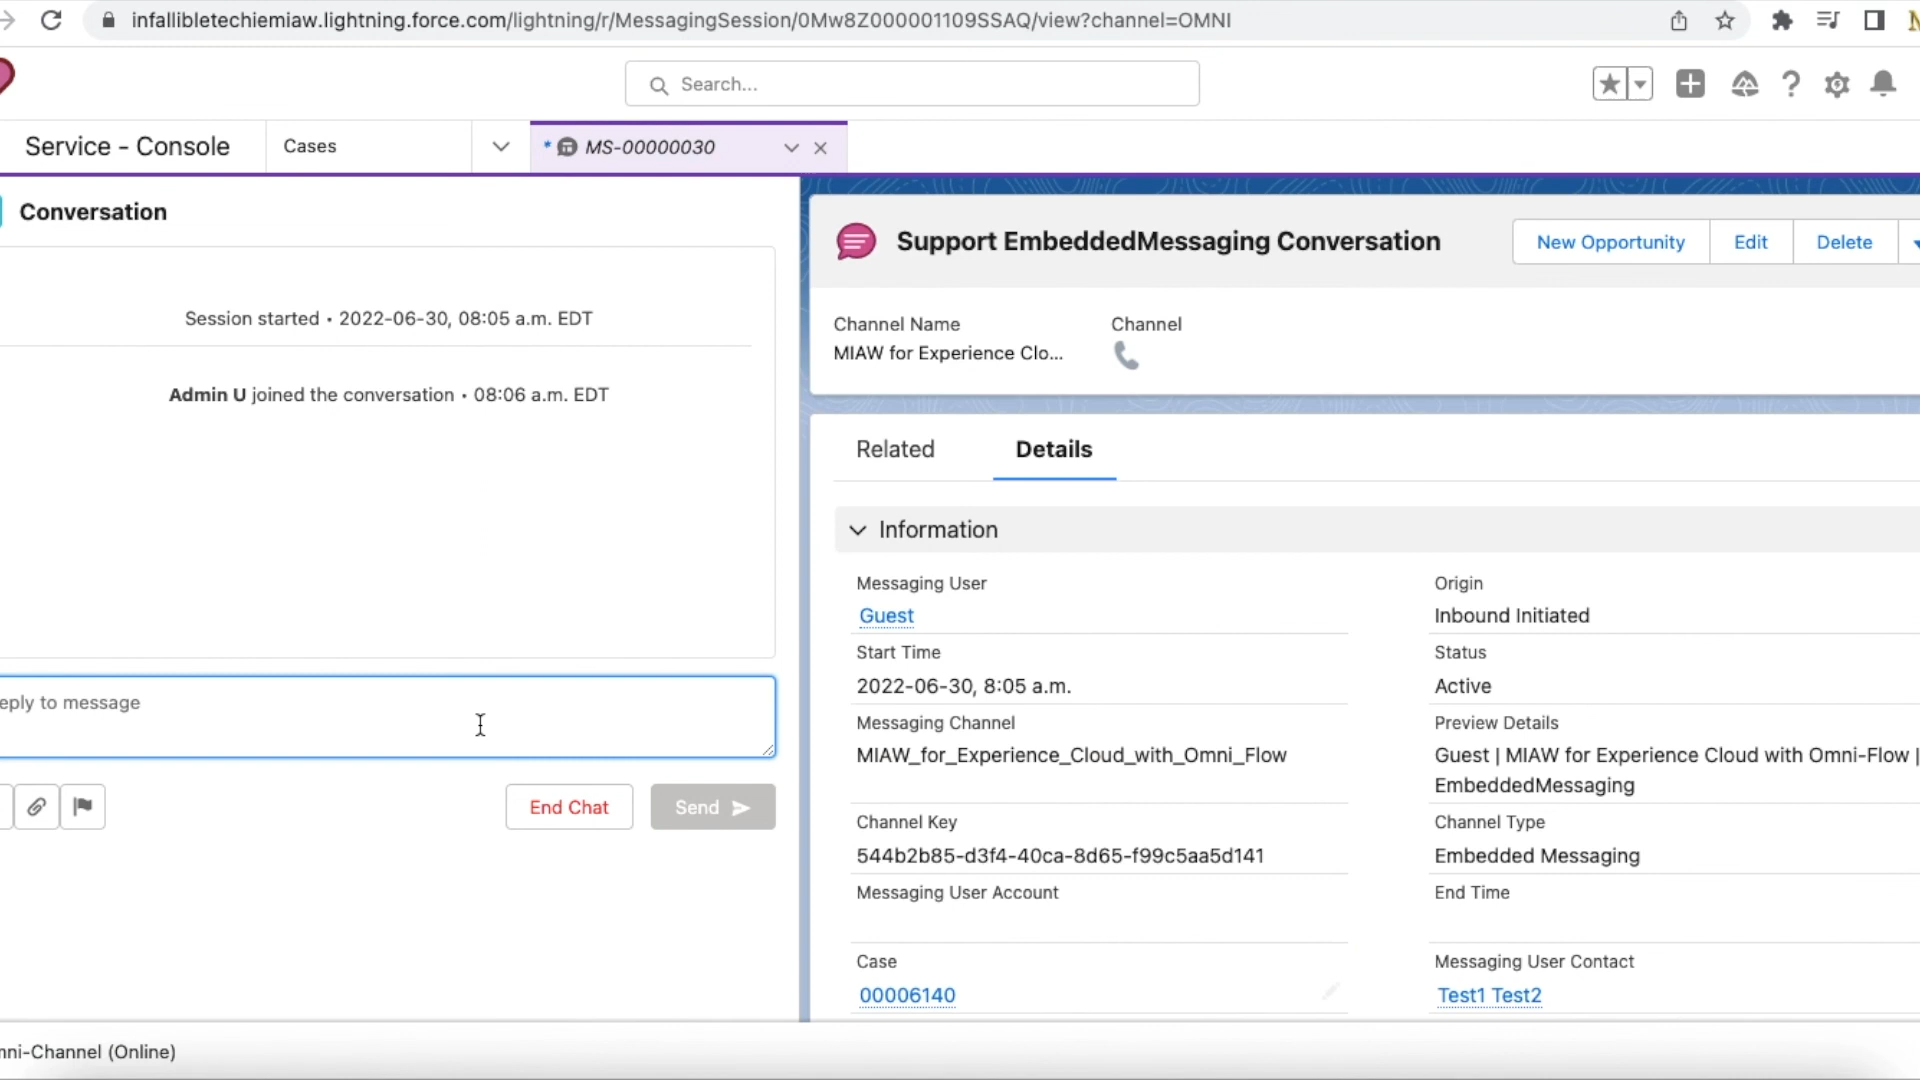 infallibletechiemiaw.lightning.force.com/lightning/r/MessagingSession/0Mw8Z000001109SSAQ/view?channel=OMNI
Search...
Service - Console
Cases
* MS-00000030
Conversation
Session started • 2022-06-30, 08:05 a.m. EDT
Admin U joined the conversation • 08:06 a.m. EDT
eply to message
End Chat
Send
mni-Channel (Online)
Support EmbeddedMessaging Conversation
New Opportunity
Edit
Delete
Channel Name
Channel
MIAW for Experience Clo...
Related
Details
Information
Messaging User
Origin
Guest
Inbound Initiated
Start Time
Status
2022-06-30, 8:05 a.m.
Active
Messaging Channel
Preview Details
MIAW_for_Experience_Cloud_with_Omni_Flow
Guest | MIAW for Experience Cloud with Omni-Flow |
EmbeddedMessaging
Channel Key
Channel Type
544b2b85-d3f4-40ca-8d65-f99c5aa5d141
Embedded Messaging
Messaging User Account
End Time
Case
Messaging User Contact
00006140
Test1 Test2